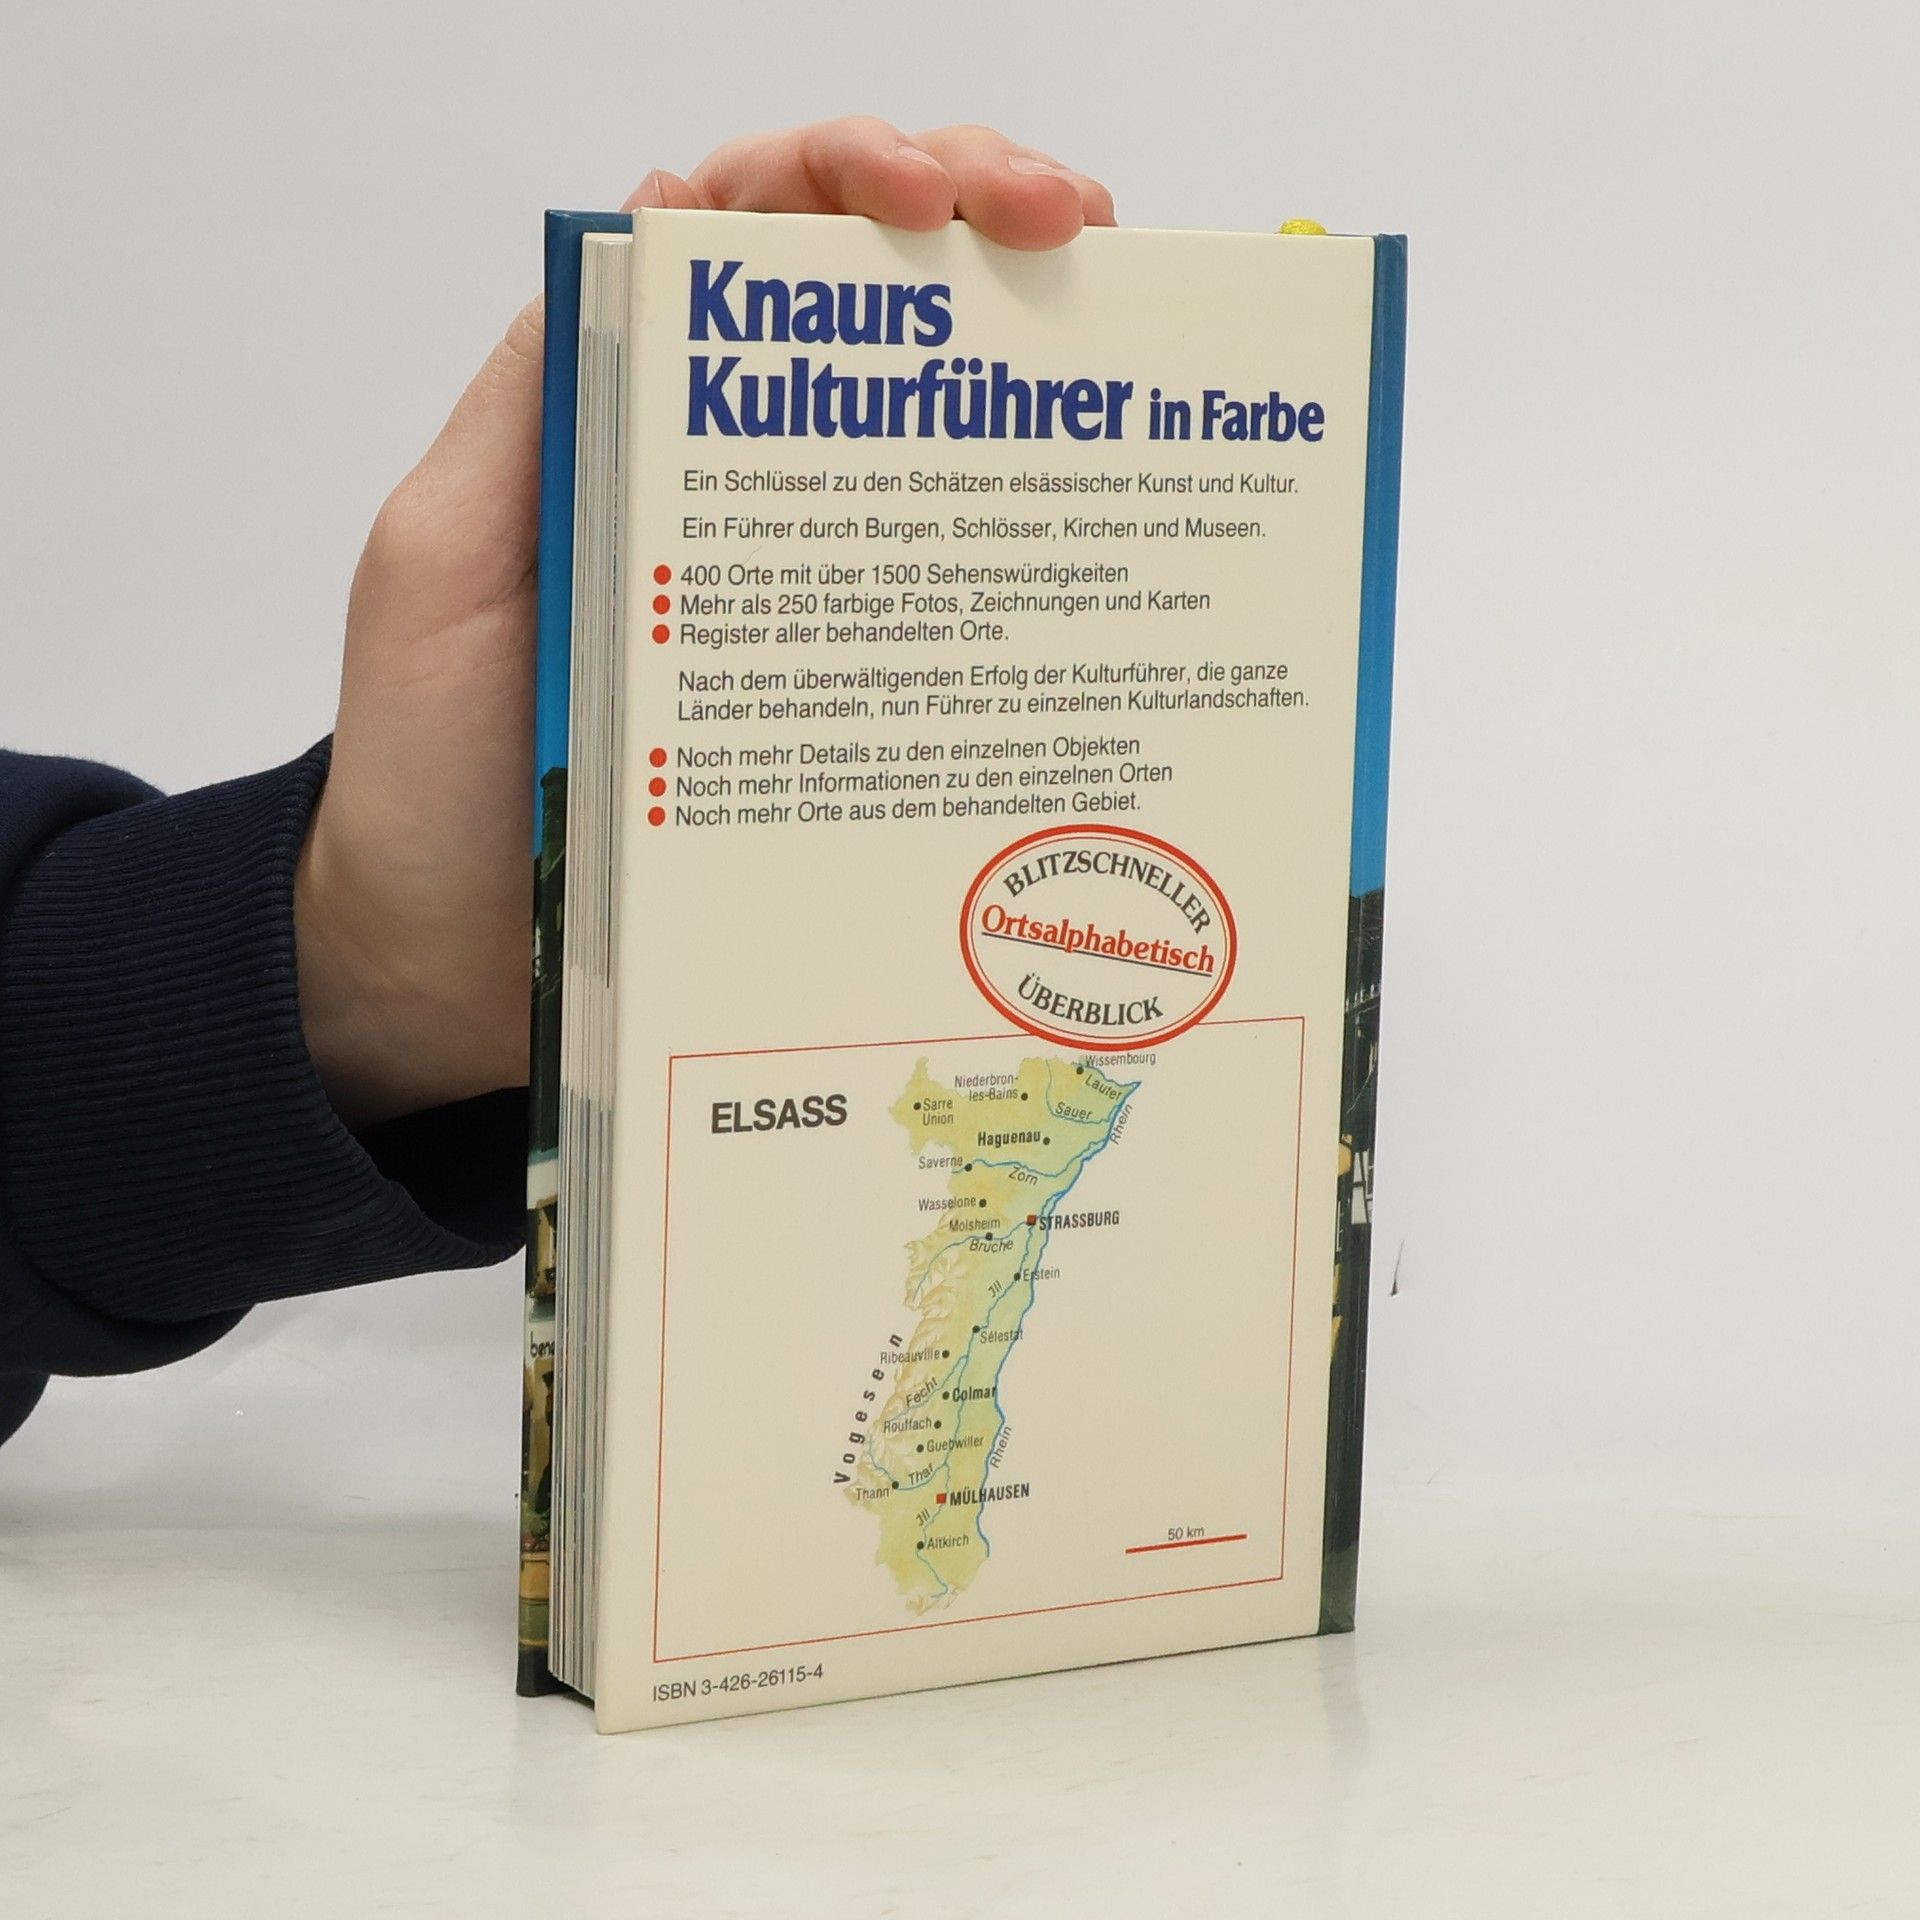 Knaurs
Kulturführer in Farbe
Ein Schlüssel zu den Schätzen elsässischer Kunst und Kultur.
Ein Führer durch Burgen, Schlösser, Kirchen und Museen.
400 Orte mit über 1500 Sehenswürdigkeiten
Mehr als 250 farbige Fotos, Zeichnungen und Karten
Register aller behandelten Orte.
Nach dem überwältigenden Erfolg der Kulturführer, die ganze
Länder behandeln, nun Führer zu einzelnen Kulturlandschaften.
Noch mehr Details zu den einzelnen Objekten
Noch mehr Informationen zu den einzelnen Orten
Noch mehr Orte aus dem behandelten Gebiet.
BLITZSCHNELLER
Ortsalphabetisch
ÜBERBLICK
ELSASS
Wissembourg
Niederbron-
les-Bains
Lauter
Sarre
Union
Sauer
Rhein
Haguenau
Saverne
Zorn
Wasselone
Molsheim
STRASSBURG
Bruche
Erstein
Jll
Sélestat
Ribeauville
Vogesen
Fecht
Colmar
Rouffach
Guebwiller
Rhein
Thur
Thann
MÜLHAUSEN
Jll
Altkirch
50 km
ISBN 3-426-26115-4